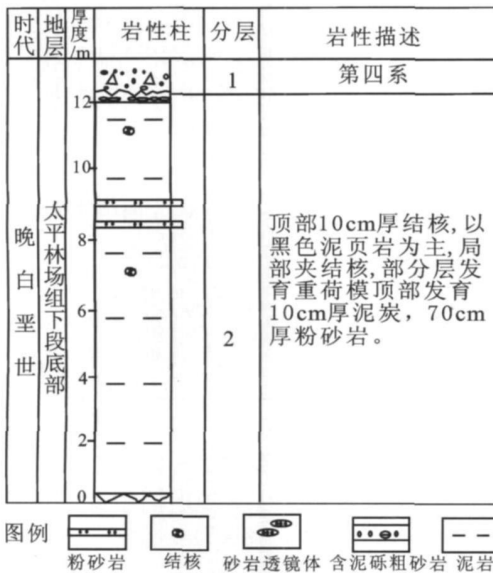 时代 地层 厚度/m 岩性柱 分层 岩性描述
1 第四系
12
10
8
6
4
2
0
晚白垩世
太平林场组下段底部
2
顶部10cm厚结核,以
黑色泥页岩为主,局
部夹结核,部分层发
育重荷模顶部发育
10cm厚泥炭，70cm
厚粉砂岩。
图例
粉砂岩 结核 砂岩透镜体 含泥砾粗砂岩 泥岩